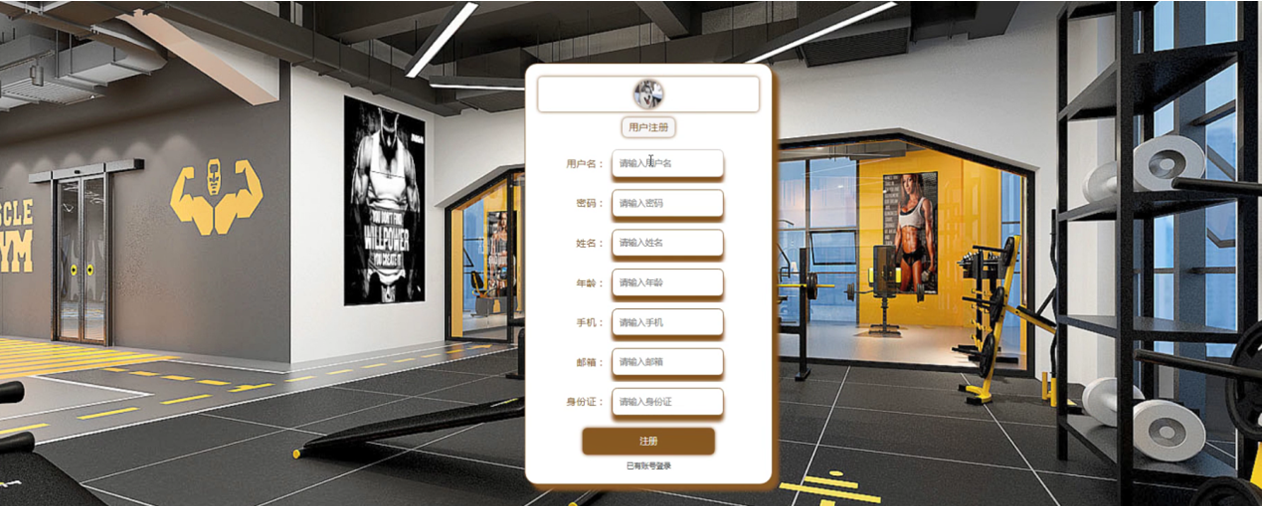 SCLE
YM
YOU DON'T FIND
WILLPOWER
YOU CREATE IT
用户注册
用户名：
请输入用户名
密码：
请输入密码
姓名：
请输入姓名
年龄：
请输入年龄
手机：
请输入手机
邮箱：
请输入邮箱
身份证：
请输入身份证
注册
已有账号登录